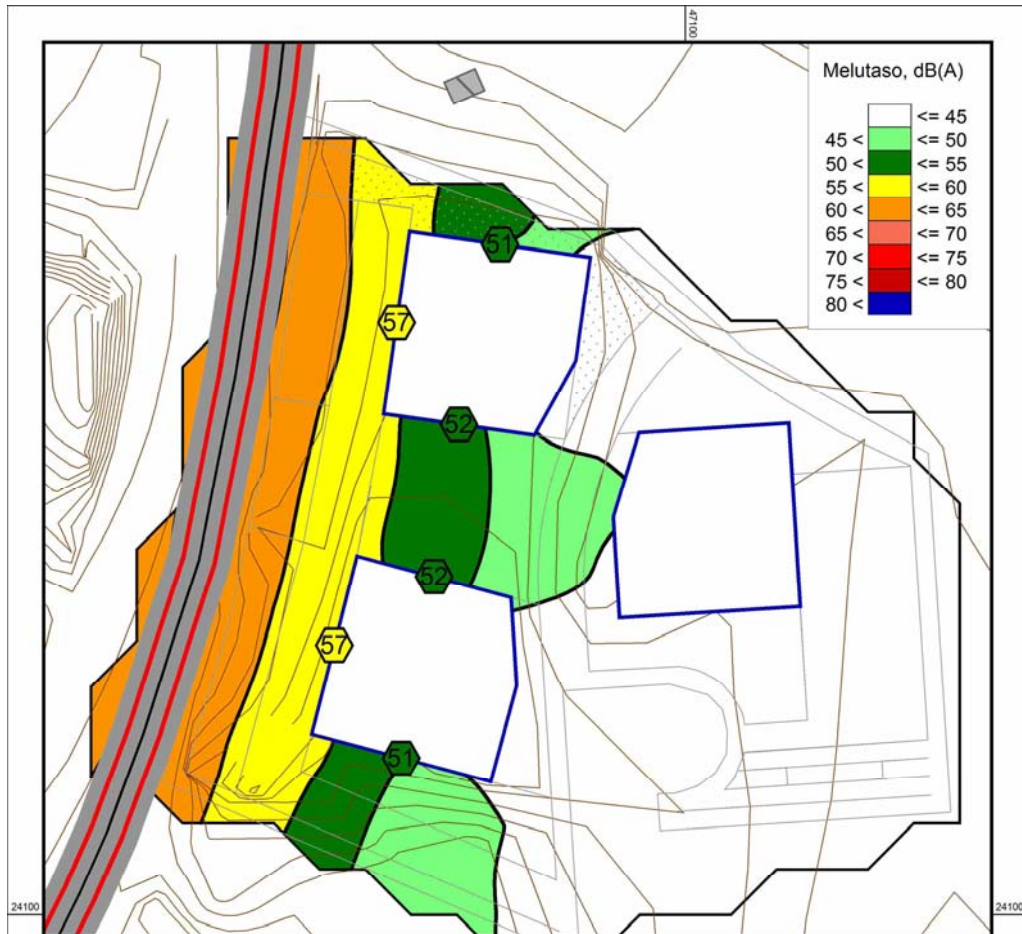 47100
Melutaso, dB(A)
<= 45
45 < <= 50
50 < <= 55
55 < <= 60
60 < <= 65
65 < <= 70
70 < <= 75
75 < <= 80
80 <
51
57
52
52
57
51
24100 24100